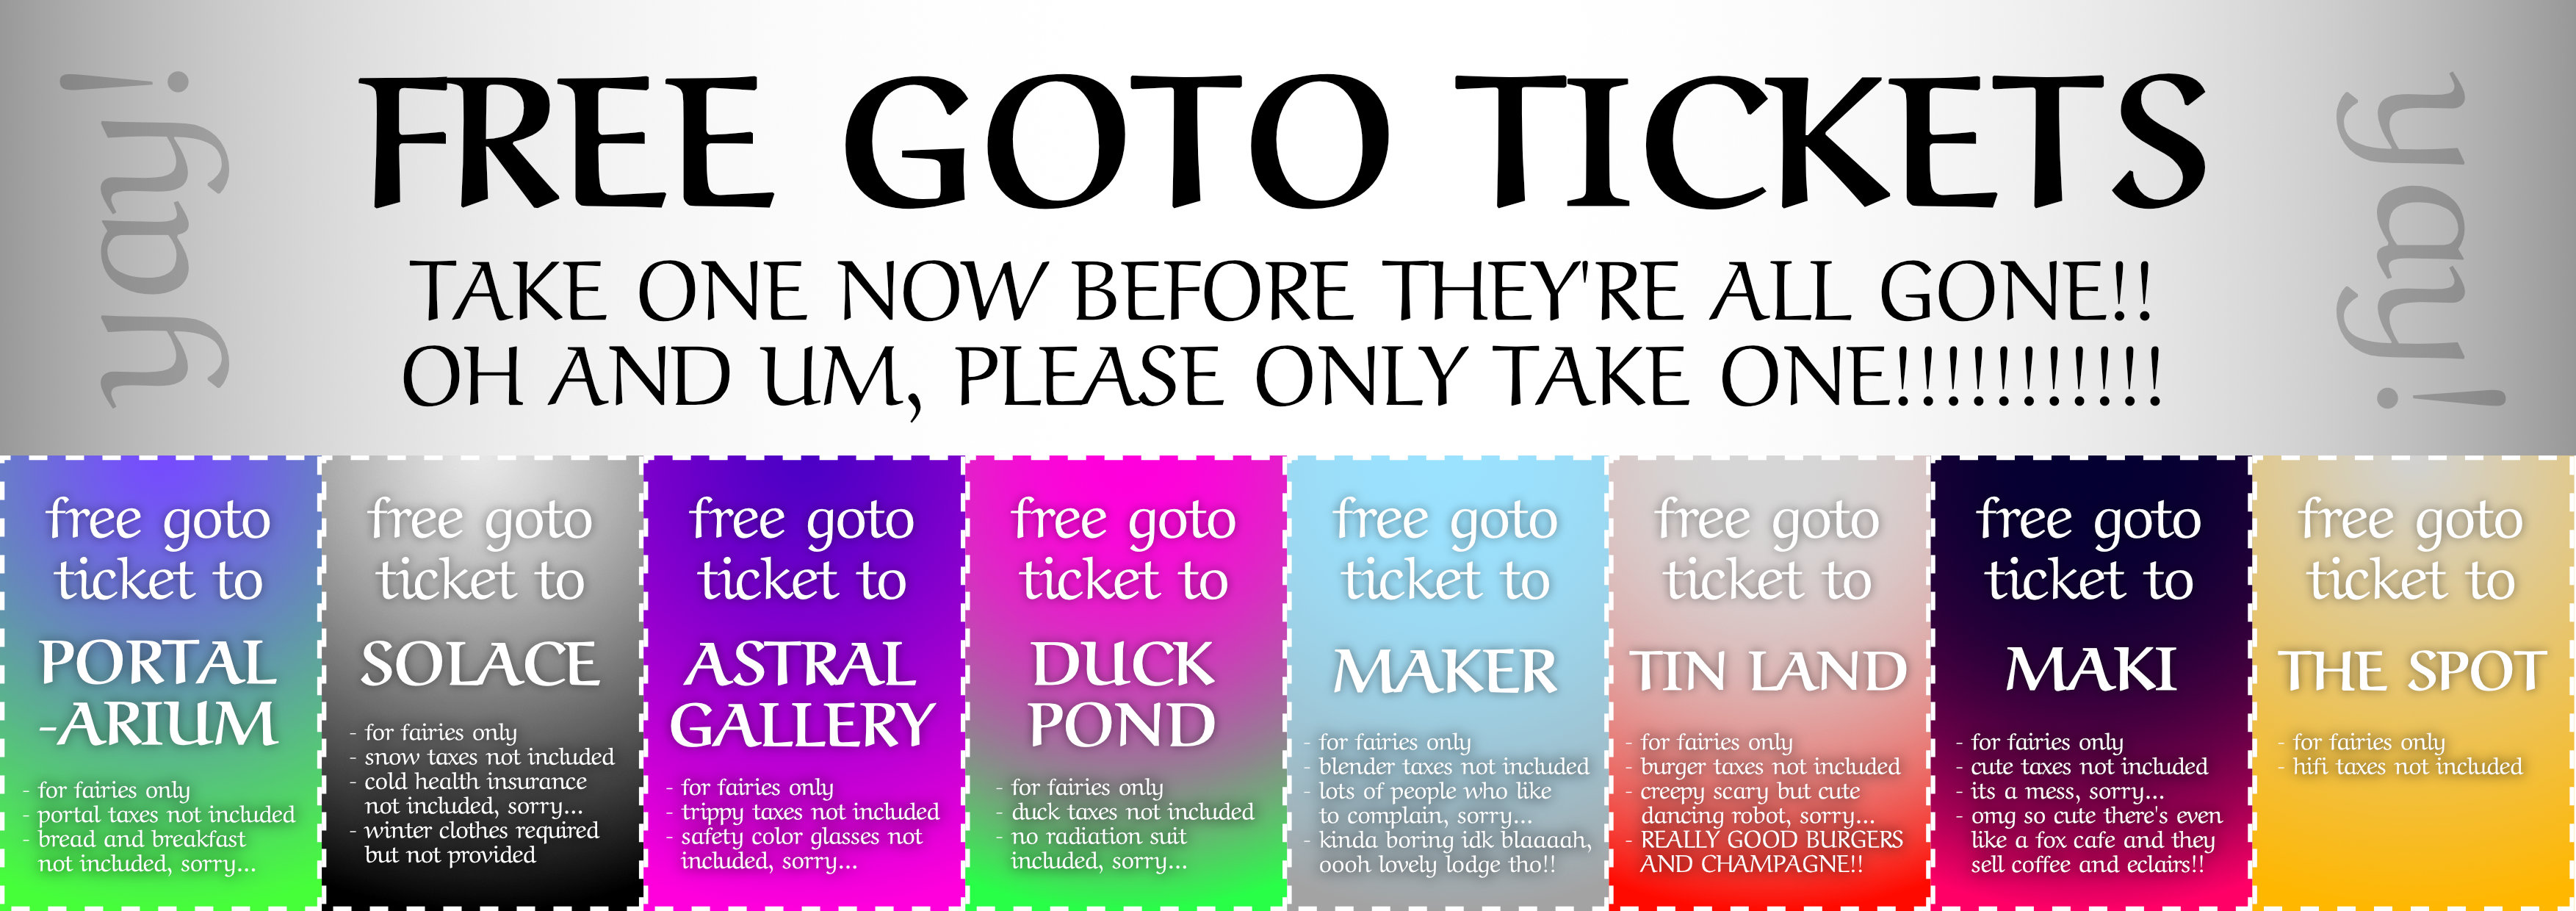 yay!
FREE GOTO TICKETS
TAKE ONE NOW BEFORE THEY'RE ALL GONE!!
OH AND UM, PLEASE ONLY TAKE ONE!!!!!!!!!!!
yay!
free goto
ticket to
PORTAL
-ARIUM
- for fairies only
- portal taxes not included
- bread and breakfast
not included, sorry...
free goto
ticket to
SOLACE
- for fairies only
- snow taxes not included
- cold health insurance
not included, sorry...
- winter clothes required
but not provided
free goto
ticket to
ASTRAL
GALLERY
- for fairies only
- trippy taxes not included
- safety color glasses not
included, sorry...
free goto
ticket to
DUCK
POND
- for fairies only
- duck taxes not included
- no radiation suit
included, sorry...
free goto
ticket to
MAKER
- for fairies only
- blender taxes not included
- lots of people who like
to complain, sorry...
- kinda boring idk blaaaah,
oooh lovely lodge tho!!
free goto
ticket to
TIN LAND
- for fairies only
- burger taxes not included
- creepy scary but cute
dancing robot, sorry...
- REALLY GOOD BURGERS
AND CHAMPAGNE!!
free goto
ticket to
MAKI
- for fairies only
- cute taxes not included
- its a mess, sorry...
- omg so cute there's even
like a fox cafe and they
sell coffee and eclairs!!
free goto
ticket to
THE SPOT
- for fairies only
- hifi taxes not included